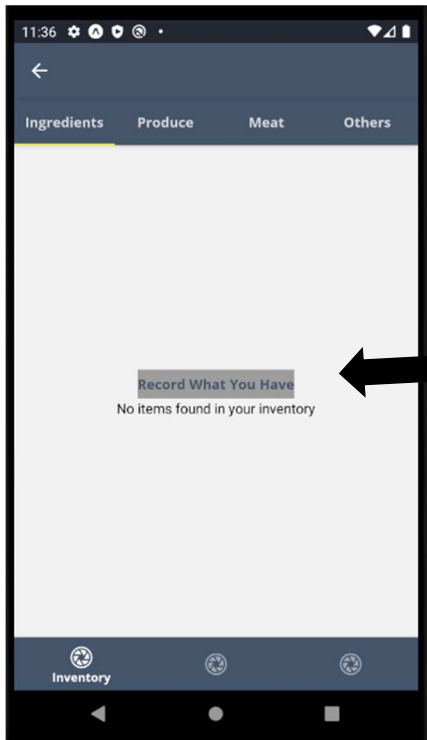 11:36
Ingredients Produce Meat Others
Record What You Have
No items found in your inventory
Inventory